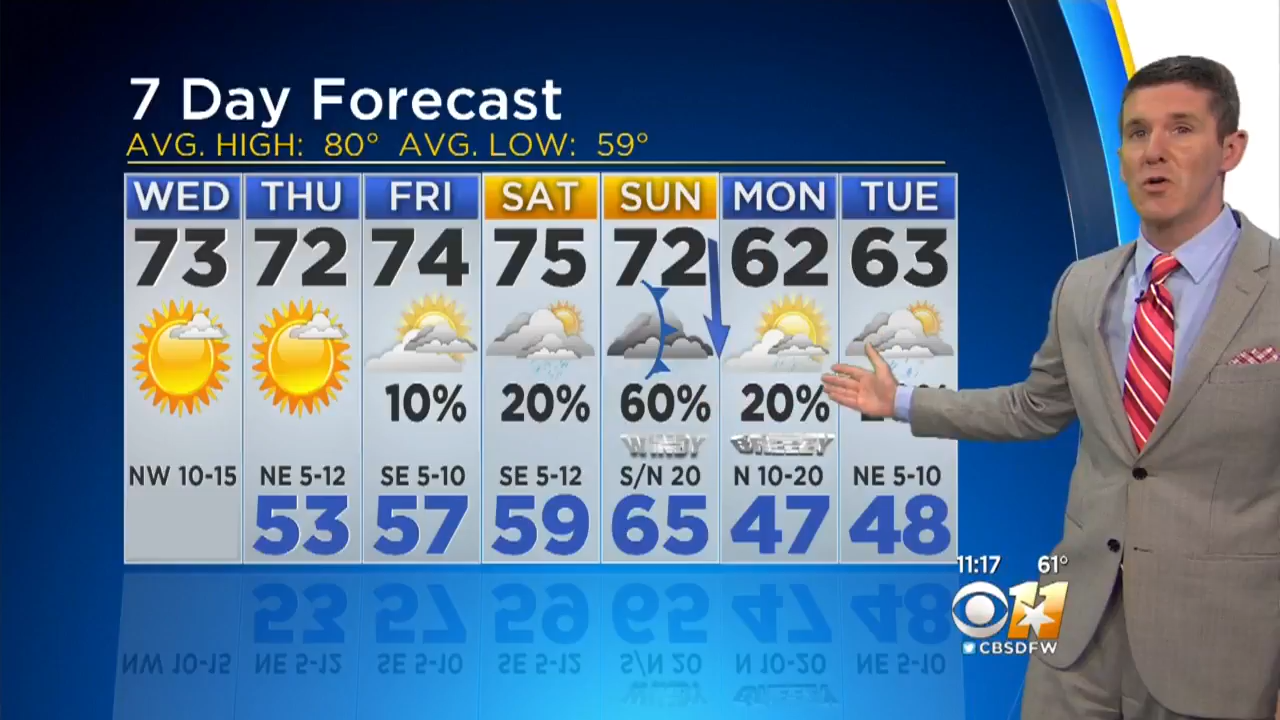 7 Day Forecast
AVG. HIGH: 80° AVG. LOW: 59°
WED THU FRI SAT SUN MON TUE
73 72 74 75 72 62 63
10% 20% 60% 20%
WINDY BREEZY
NW 10-15 NE 5-12 SE 5-10 SE 5-12 S/N 20 N 10-20 NE 5-10
53 57 59 65 47 48
11:17 61°
11
CBSDFW